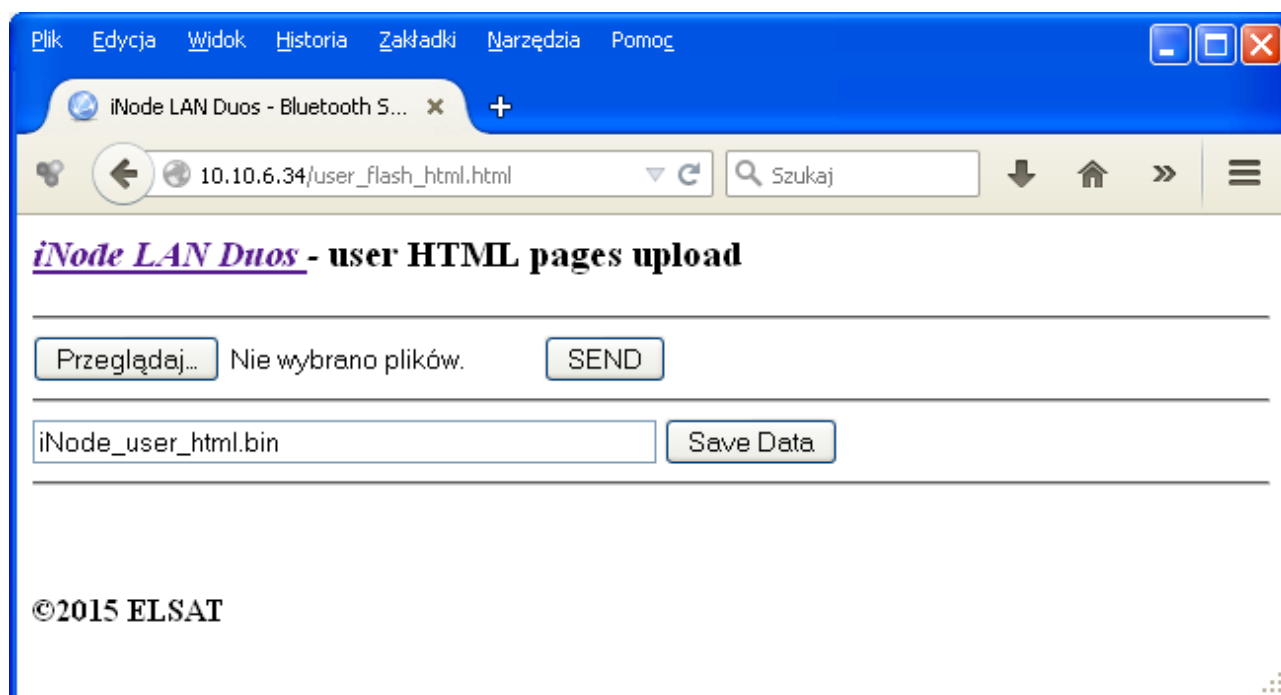 Plik Edycja Widok Historia Zakładki Narzędzia Pomoc
iNode LAN Duos - Bluetooth S...
10.10.6.34/user_flash_html.html Szukaj
iNode LAN Duos - user HTML pages upload
Przeglądaj... Nie wybrano plików. SEND
iNode_user_html.bin Save Data
©2015 ELSAT